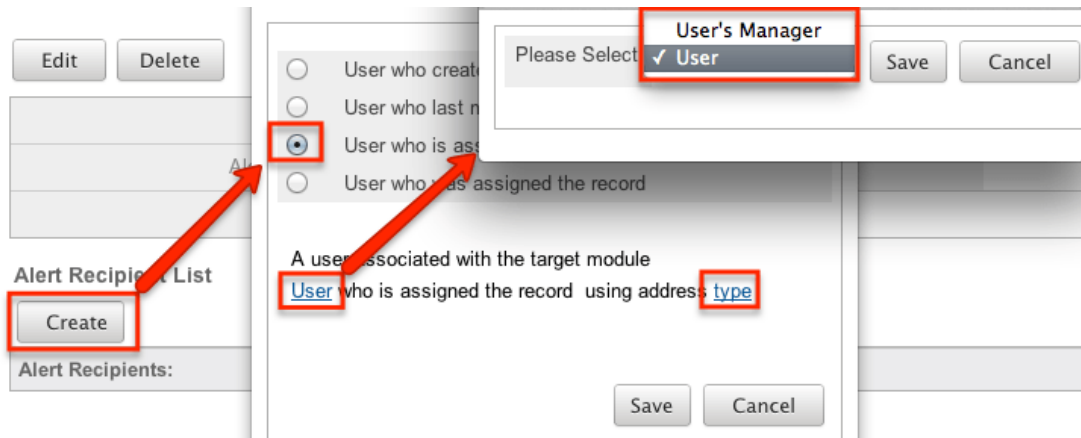 User's Manager
Please Select ✓ User
Save Cancel
Edit Delete
User who creat
User who last
User who is ass
User who was assigned the record
A user associated with the target module
User who is assigned the record using address type
Alert Recipient List
Create
Alert Recipients:
Save Cancel